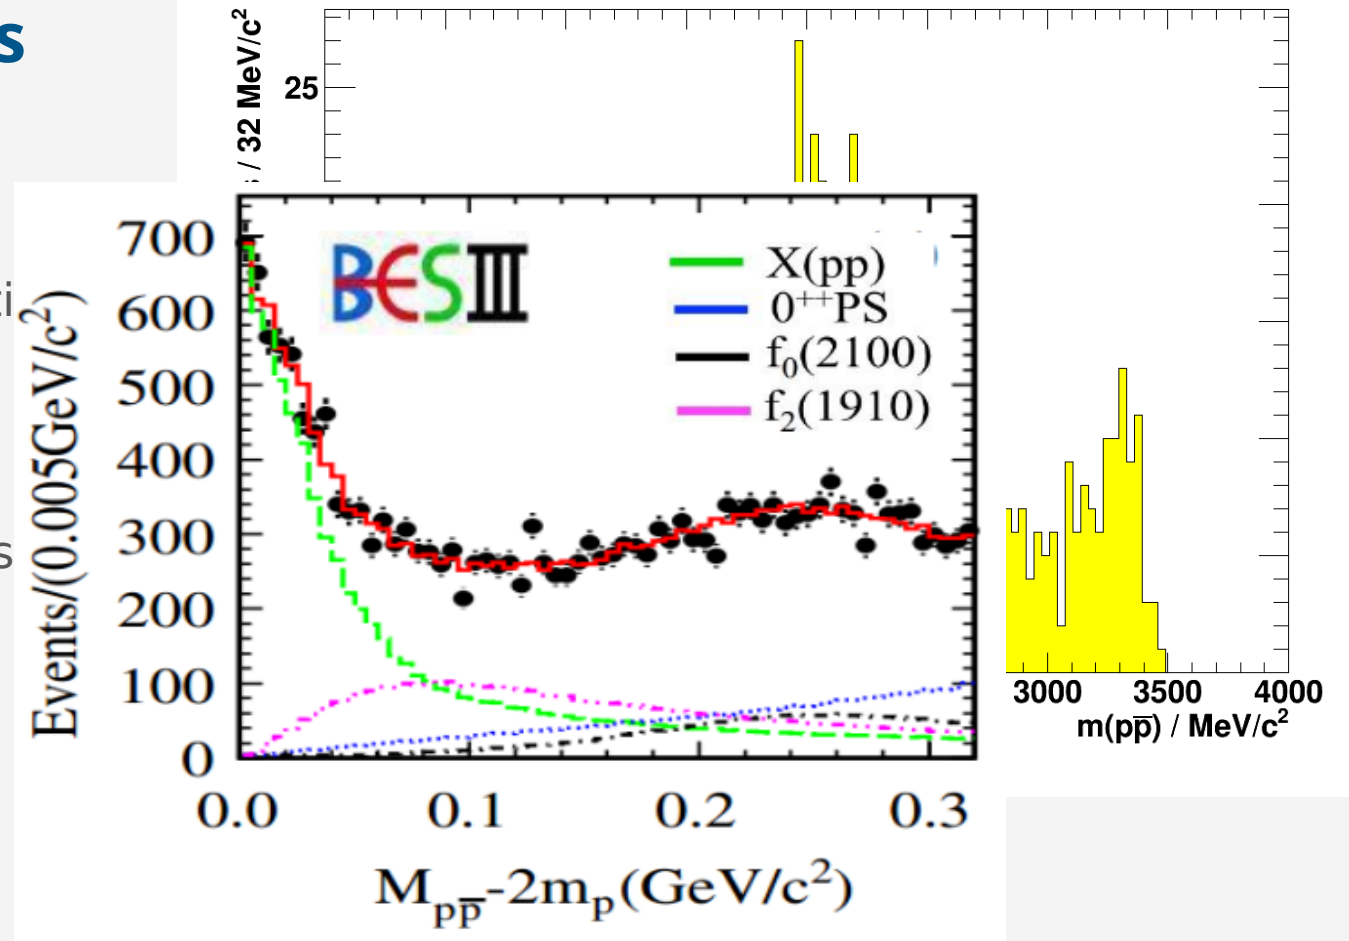 s
/ 32 MeV/c²
25
ti
s
BESIII
X(pp)
0⁺⁺PS
f₀(2100)
f₂(1910)
Events/(0.005GeV/c²)
700
600
500
400
300
200
100
0
0.0 0.1 0.2 0.3
M_pp̅-2m_p(GeV/c²)
3000 3500 4000
m(pp̅) / MeV/c²